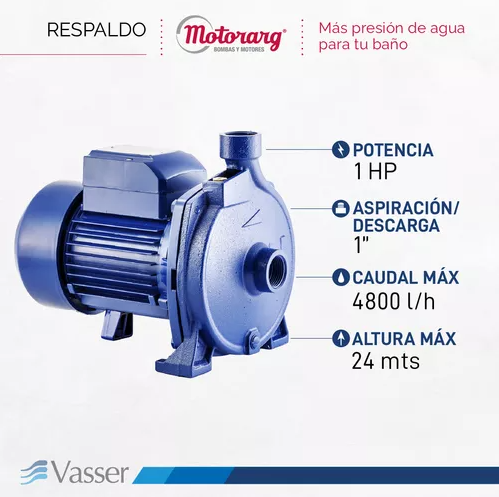 RESPALDO
Motorarg®
BOMBAS Y MOTORES
Más presión de agua
para tu baño
POTENCIA
1 HP
ASPIRACIÓN/
DESCARGA
1"
CAUDAL MÁX
4800 l/h
ALTURA MÁX
24 mts
Vasser